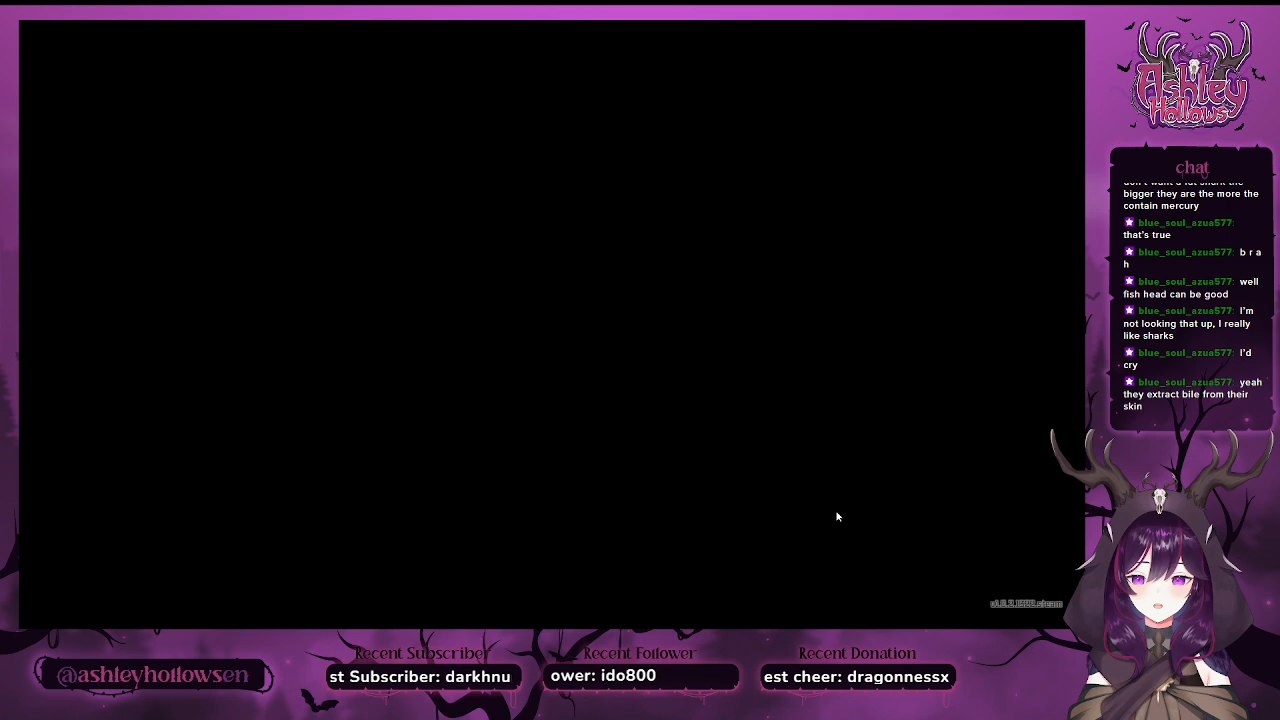 Ashley
Hollows
chat
bigger they are the more the
contain mercury
blue_soul_azua577:
that's true
blue_soul_azua577: b r a
h
blue_soul_azua577: well
fish head can be good
blue_soul_azua577: I'm
not looking that up, I really
like sharks
blue_soul_azua577: I'd
cry
blue_soul_azua577: yeah
they extract bile from their
skin
@ashleyhollowsen
Recent Subscriber
st Subscriber: darkhnu
Recent Follower
ower: ido800
Recent Donation
est cheer: dragonnessx